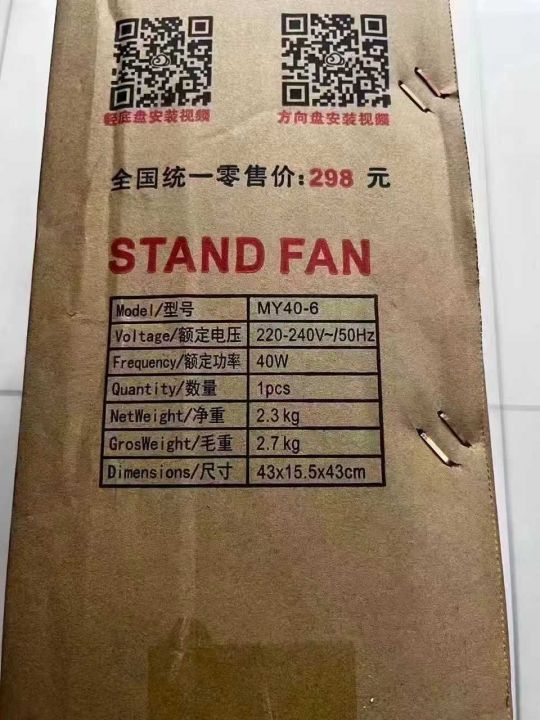 轻底盘安装视频 方向盘安装视频
全国统一零售价:298 元
STAND FAN
Model/型号 MY40-6
Voltage/额定电压 220-240V~/50Hz
Frequency/额定功率 40W
Quantity/数量 1pcs
NetWeight/净重 2.3kg
GrosWeight/毛重 2.7kg
Dimensions/尺寸 43x15.5x43cm